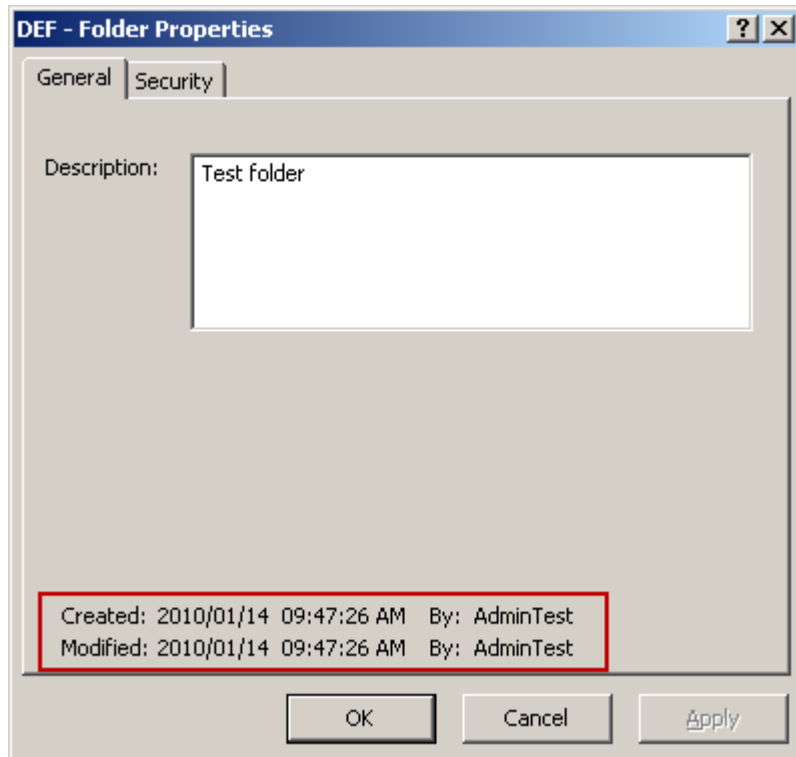 DEF - Folder Properties
General Security
Description: Test folder
Created: 2010/01/14 09:47:26 AM By: AdminTest
Modified: 2010/01/14 09:47:26 AM By: AdminTest
OK Cancel Apply